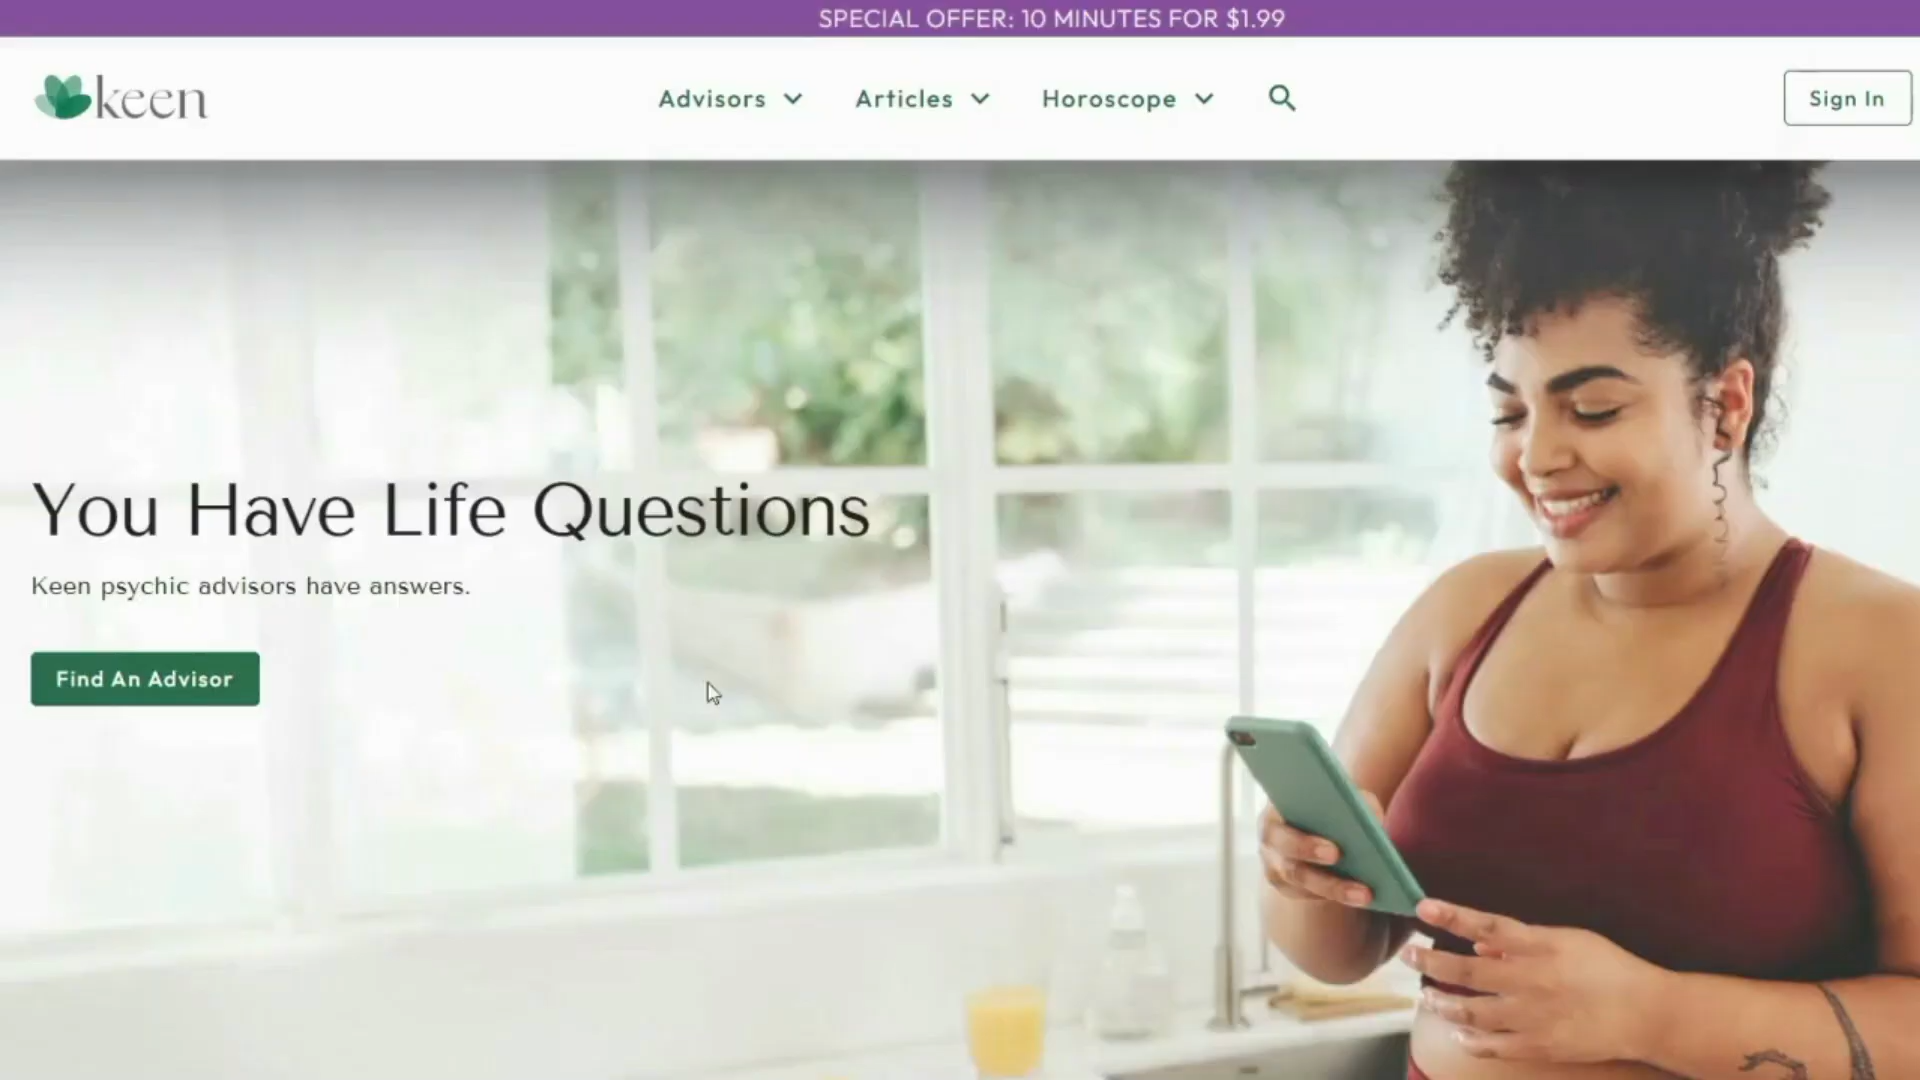 SPECIAL OFFER: 10 MINUTES FOR $1.99
keen
Advisors
Articles
Horoscope
Sign In
You Have Life Questions
Keen psychic advisors have answers.
Find An Advisor